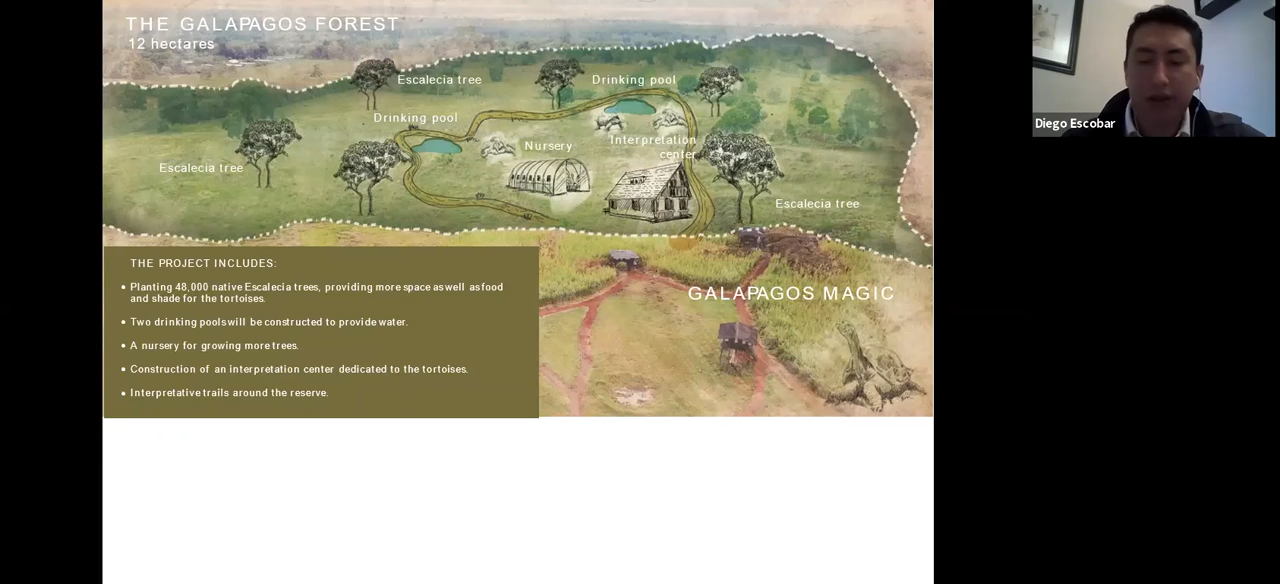 THE GALAPAGOS FOREST
12 hectares
Escalecia tree
Drinking pool
Drinking pool
Nursery
Interpretation
center
Escalecia tree
Escalecia tree
THE PROJECT INCLUDES:
• Planting 48,000 native Escalecia trees, providing more space as well as food
and shade for the tortoises.
• Two drinking pools will be constructed to provide water.
• A nursery for growing more trees.
• Construction of an interpretation center dedicated to the tortoises.
• Interpretative trails around the reserve.
GALAPAGOS MAGIC
Diego Escobar